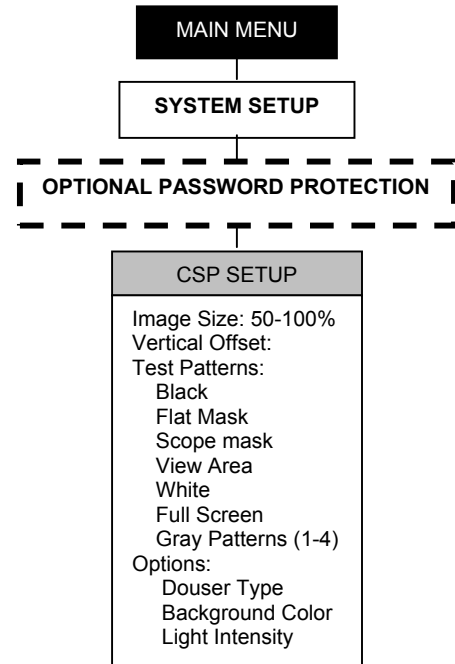 MAIN MENU
SYSTEM SETUP
OPTIONAL PASSWORD PROTECTION
CSP SETUP
Image Size: 50-100%
Vertical Offset:
Test Patterns:
Black
Flat Mask
Scope mask
View Area
White
Full Screen
Gray Patterns (1-4)
Options:
Douser Type
Background Color
Light Intensity